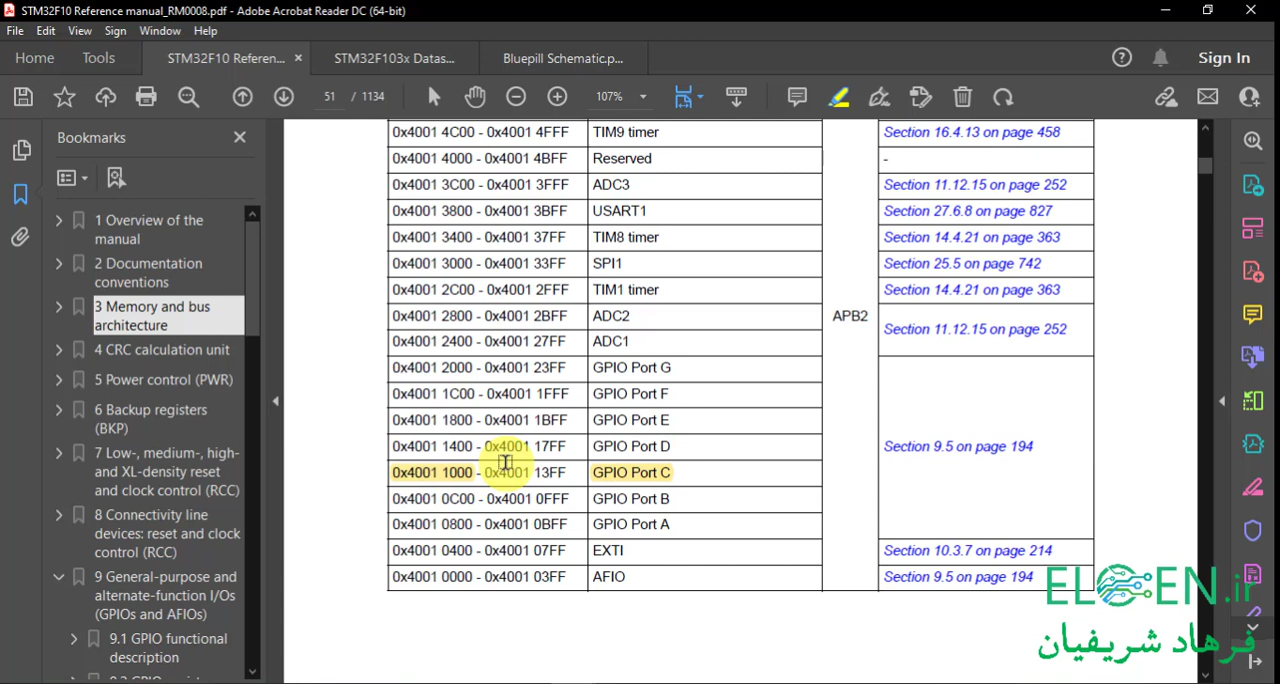 STM32F10 Reference manual_RM0008.pdf - Adobe Acrobat Reader DC (64-bit)
File Edit View Sign Window Help
Home Tools STM32F10 Referen... × STM32F103x Datas... Bluepill Schematic.p... Sign In
51 / 1134 107%
Bookmarks
1 Overview of the
manual
2 Documentation
conventions
3 Memory and bus
architecture
4 CRC calculation unit
5 Power control (PWR)
6 Backup registers
(BKP)
7 Low-, medium-, high-
and XL-density reset
and clock control (RCC)
8 Connectivity line
devices: reset and clock
control (RCC)
9 General-purpose and
alternate-function I/Os
(GPIOs and AFIOs)
9.1 GPIO functional
description
0x4001 4C00 - 0x4001 4FFF TIM9 timer Section 16.4.13 on page 458
0x4001 4000 - 0x4001 4BFF Reserved -
0x4001 3C00 - 0x4001 3FFF ADC3 Section 11.12.15 on page 252
0x4001 3800 - 0x4001 3BFF USART1 Section 27.6.8 on page 827
0x4001 3400 - 0x4001 37FF TIM8 timer Section 14.4.21 on page 363
0x4001 3000 - 0x4001 33FF SPI1 Section 25.5 on page 742
0x4001 2C00 - 0x4001 2FFF TIM1 timer Section 14.4.21 on page 363
0x4001 2800 - 0x4001 2BFF ADC2 APB2
Section 11.12.15 on page 252
0x4001 2400 - 0x4001 27FF ADC1
0x4001 2000 - 0x4001 23FF GPIO Port G
0x4001 1C00 - 0x4001 1FFF GPIO Port F
0x4001 1800 - 0x4001 1BFF GPIO Port E
0x4001 1400 - 0x4001 17FF GPIO Port D Section 9.5 on page 194
0x4001 1000 - 0x4001 13FF GPIO Port C
0x4001 0C00 - 0x4001 0FFF GPIO Port B
0x4001 0800 - 0x4001 0BFF GPIO Port A
0x4001 0400 - 0x4001 07FF EXTI Section 10.3.7 on page 214
0x4001 0000 - 0x4001 03FF AFIO Section 9.5 on page 194
ELOEN.ir
فرهاد شریفیان